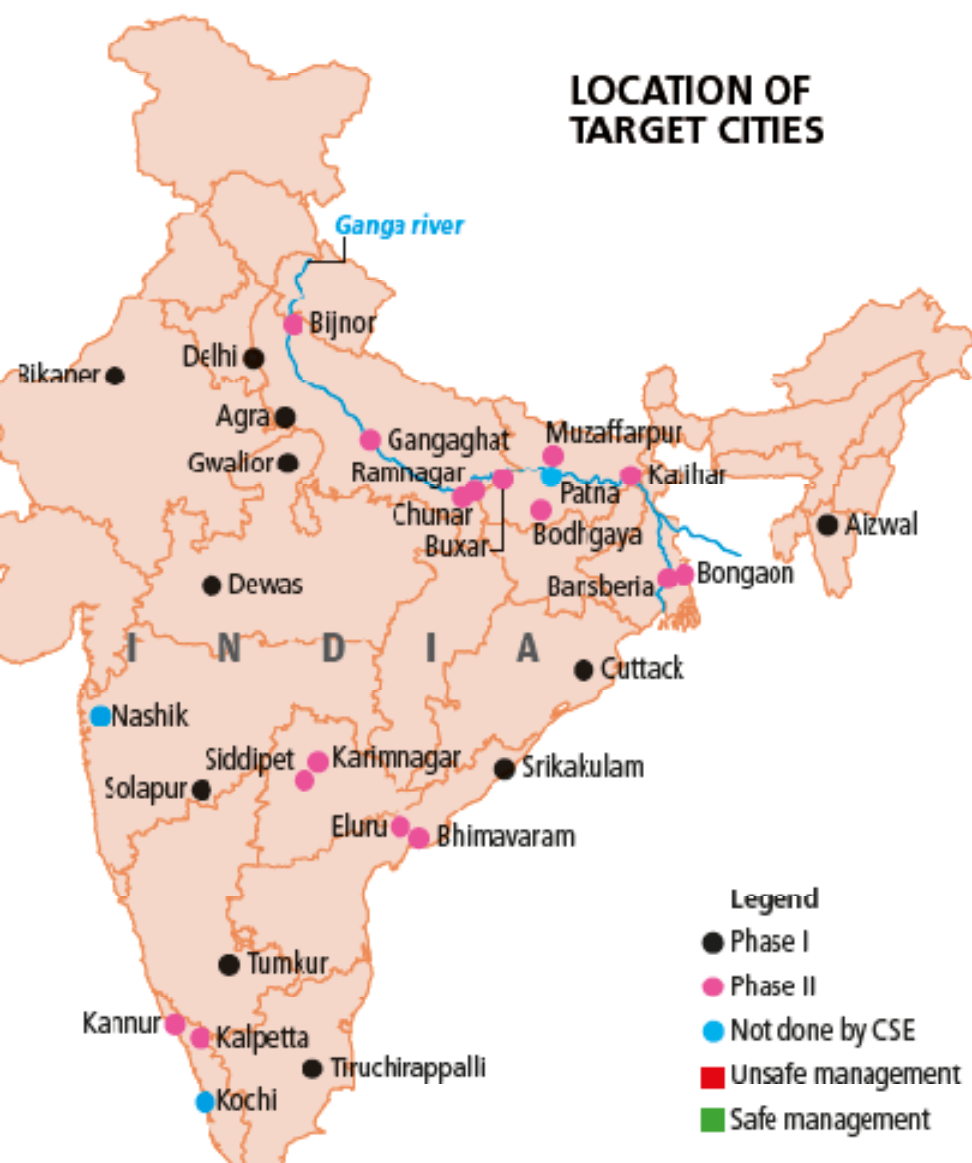 LOCATION OF
TARGET CITIES
Ganga river
Bijnor
Delhi
Bikaner
Agra
Gangaghat
Muzaffarpur
Gwalior
Ramnagar
Katihar
Patna
Chunar
Buxar
Bodhgaya
Aizwal
Dewas
Bansberia
Bongaon
I N D I A
Cuttack
Nashik
Siddipet
Karimnagar
Srikakulam
Solapur
Eluru
Bhimavaram
Legend
Phase I
Tumkur
Phase II
Kannur
Not done by CSE
Kalpetta
Tiruchirappalli
Unsafe management
Kochi
Safe management